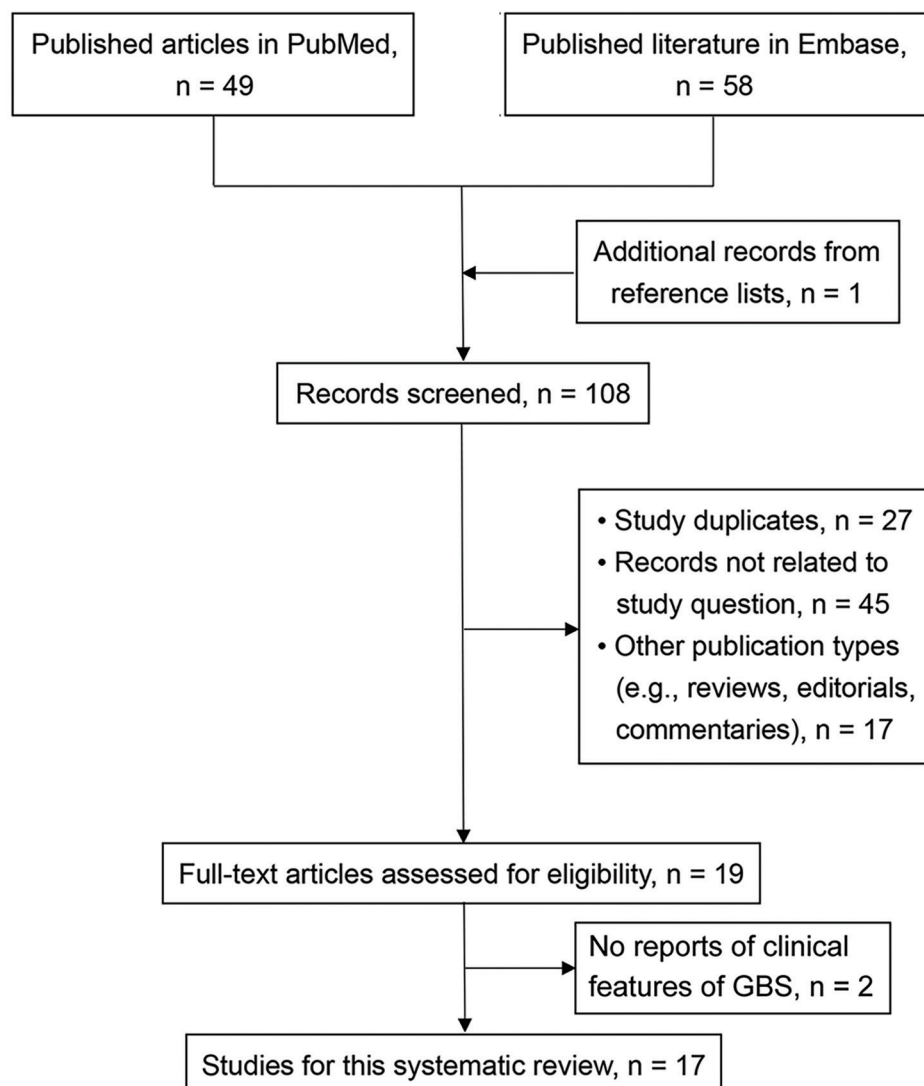 Published articles in PubMed,
n = 49
Published literature in Embase,
n = 58
Additional records from
reference lists, n = 1
Records screened, n = 108
• Study duplicates, n = 27
• Records not related to
study question, n = 45
• Other publication types
(e.g., reviews, editorials,
commentaries), n = 17
Full-text articles assessed for eligibility, n = 19
No reports of clinical
features of GBS, n = 2
Studies for this systematic review, n = 17